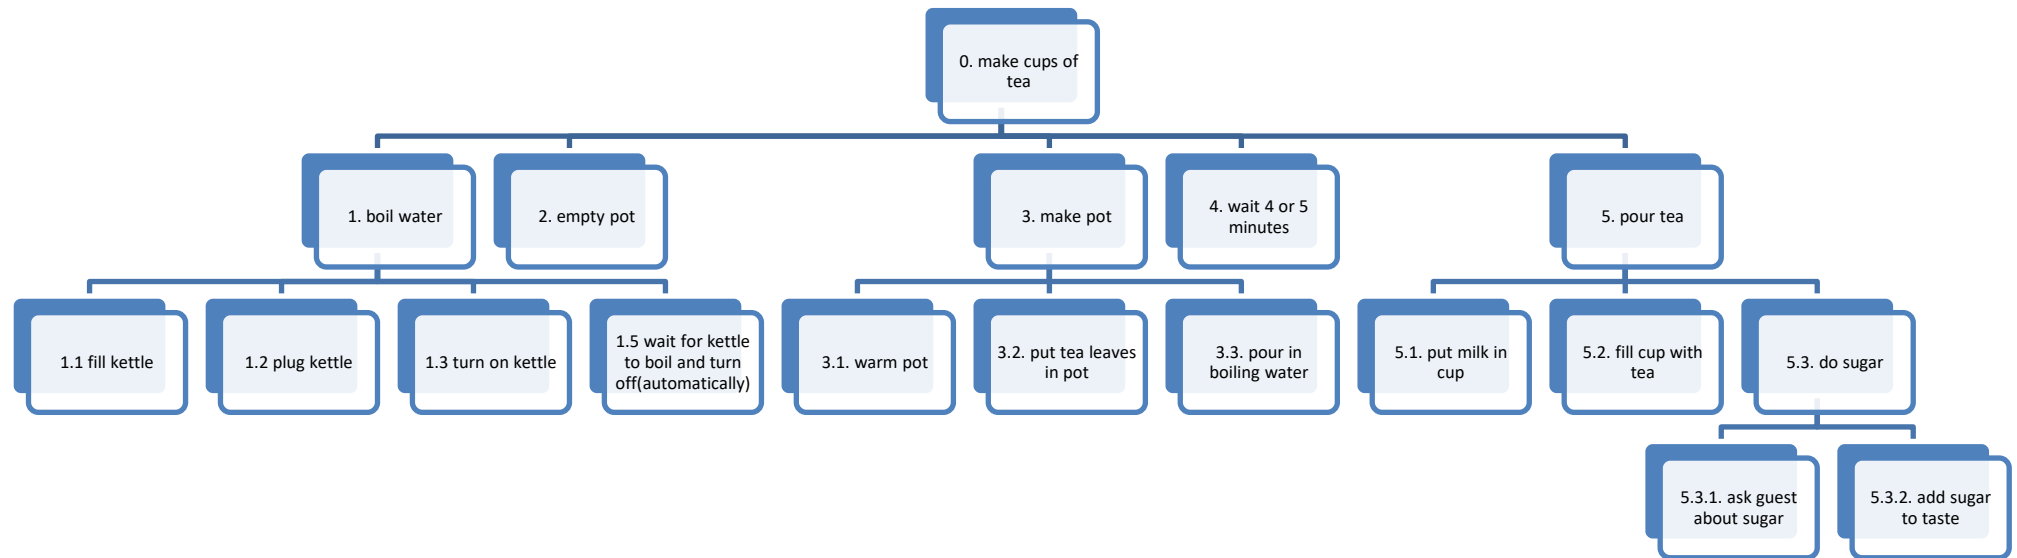 0. make cups of
tea
1. boil water
2. empty pot
3. make pot
4. wait 4 or 5
minutes
5. pour tea
1.1 fill kettle
1.2 plug kettle
1.3 turn on kettle
1.5 wait for kettle
to boil and turn
off(automatically)
3.1. warm pot
3.2. put tea leaves
in pot
3.3. pour in
boiling water
5.1. put milk in
cup
5.2. fill cup with
tea
5.3. do sugar
5.3.1. ask guest
about sugar
5.3.2. add sugar
to taste